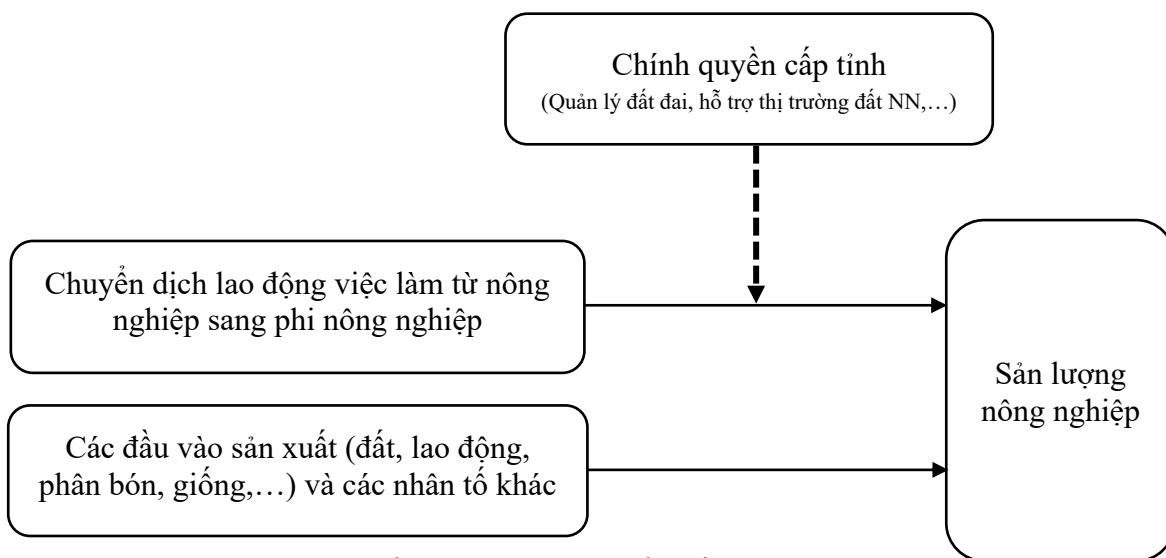 Chính quyền cấp tỉnh
(Quản lý đất đai, hỗ trợ thị trường đất NN,…)
Chuyển dịch lao động việc làm từ nông
nghiệp sang phi nông nghiệp
Sản lượng
nông nghiệp
Các đầu vào sản xuất (đất, lao động,
phân bón, giống,…) và các nhân tố khác